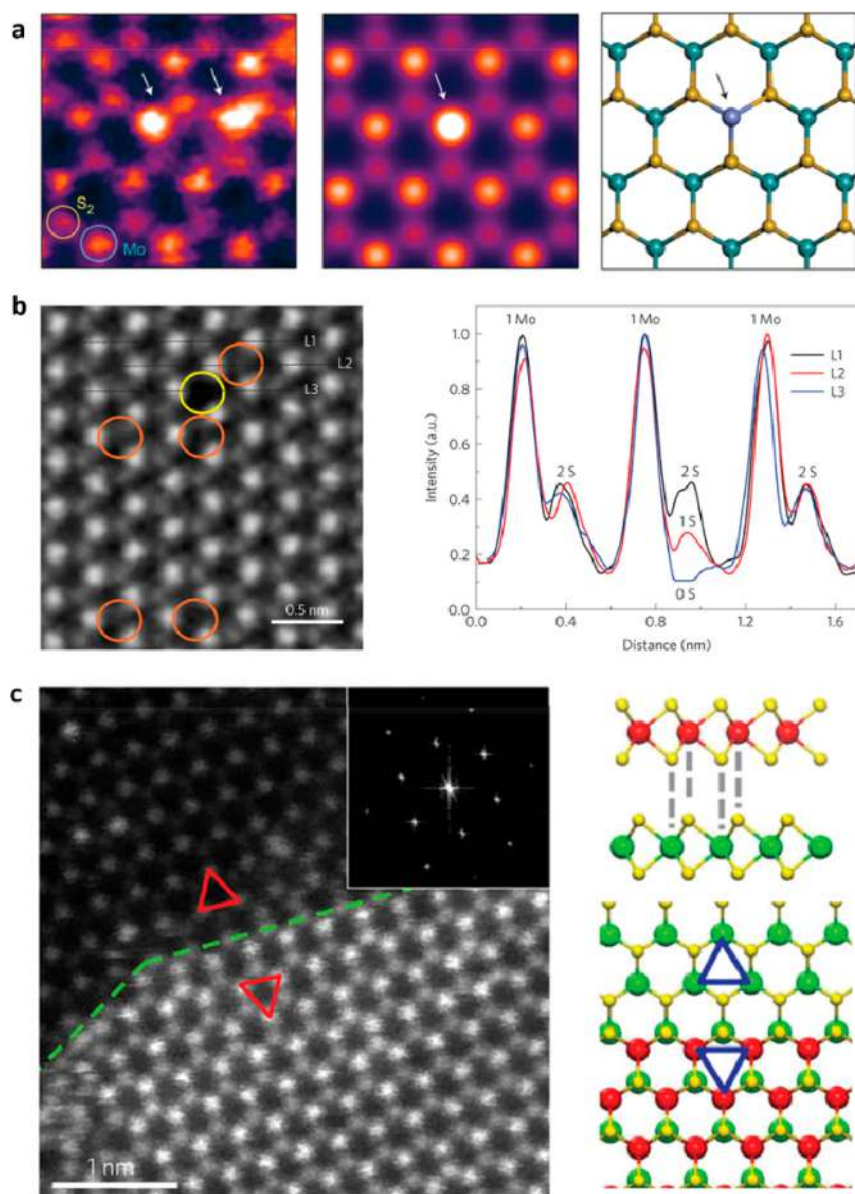 a
S2
Mo
b
L1
L2
L3
0.5 nm
1 Mo
1 Mo
1 Mo
L1
L2
L3
2 S
2 S
2 S
1 S
0 S
1.0
0.8
0.6
0.4
0.2
0.0
Intensity (a.u.)
0.0
0.4
0.8
1.2
1.6
Distance (nm)
c
1 nm